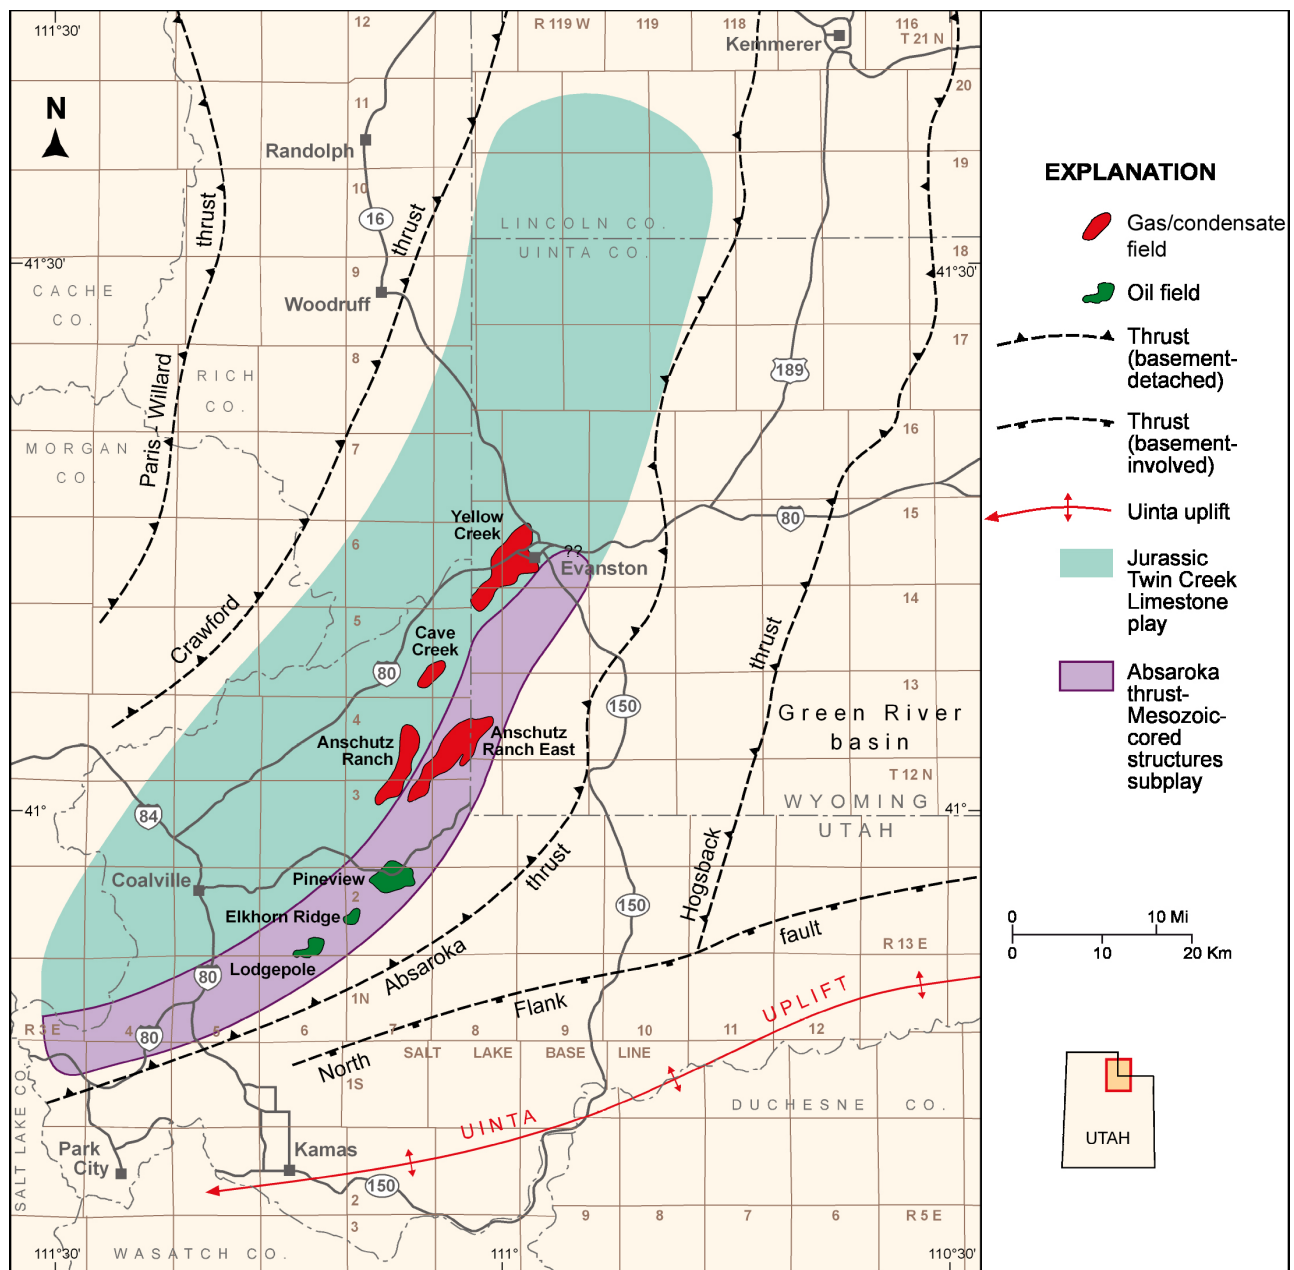 111°30'
12
R 119 W
119
118
116
T 21 N
Kemmerer
20
N
11
Randolph
10
19
16
thrust
thrust
LINCOLN CO.
UINTA CO.
18
41°30'
9
41°30'
CACHE
CO.
Woodruff
17
8
189
RICH
CO.
Paris - Willard
MORGAN
CO.
7
16
Yellow
Creek
80
15
6
??
Evanston
14
Crawford
5
Cave
Creek
80
thrust
13
150
4
Green River
basin
Anschutz
Ranch
Anschutz
Ranch East
T 12 N
3
WYOMING
UTAH
41°
41°
84
Coalville
Pineview
thrust
Hogsback
2
Elkhorn Ridge
150
Lodgepole
fault
R 13 E
80
Absaroka
1N
Flank
UPLIFT
R 3 E
4
5
6
7
8
9
10
11
12
80
SALT LAKE BASE LINE
North
1S
DUCHESNE CO.
UINTA
SALT LAKE CO.
Park
City
Kamas
150
2
3
9
8
7
6
R 5 E
WASATCH CO.
111°30'
111°
110°30'
EXPLANATION
Gas/condensate
field
Oil field
Thrust
(basement-
detached)
Thrust
(basement-
involved)
Uinta uplift
Jurassic
Twin Creek
Limestone
play
Absaroka
thrust-
Mesozoic-
cored
structures
subplay
0
10 Mi
0
10
20 Km
UTAH